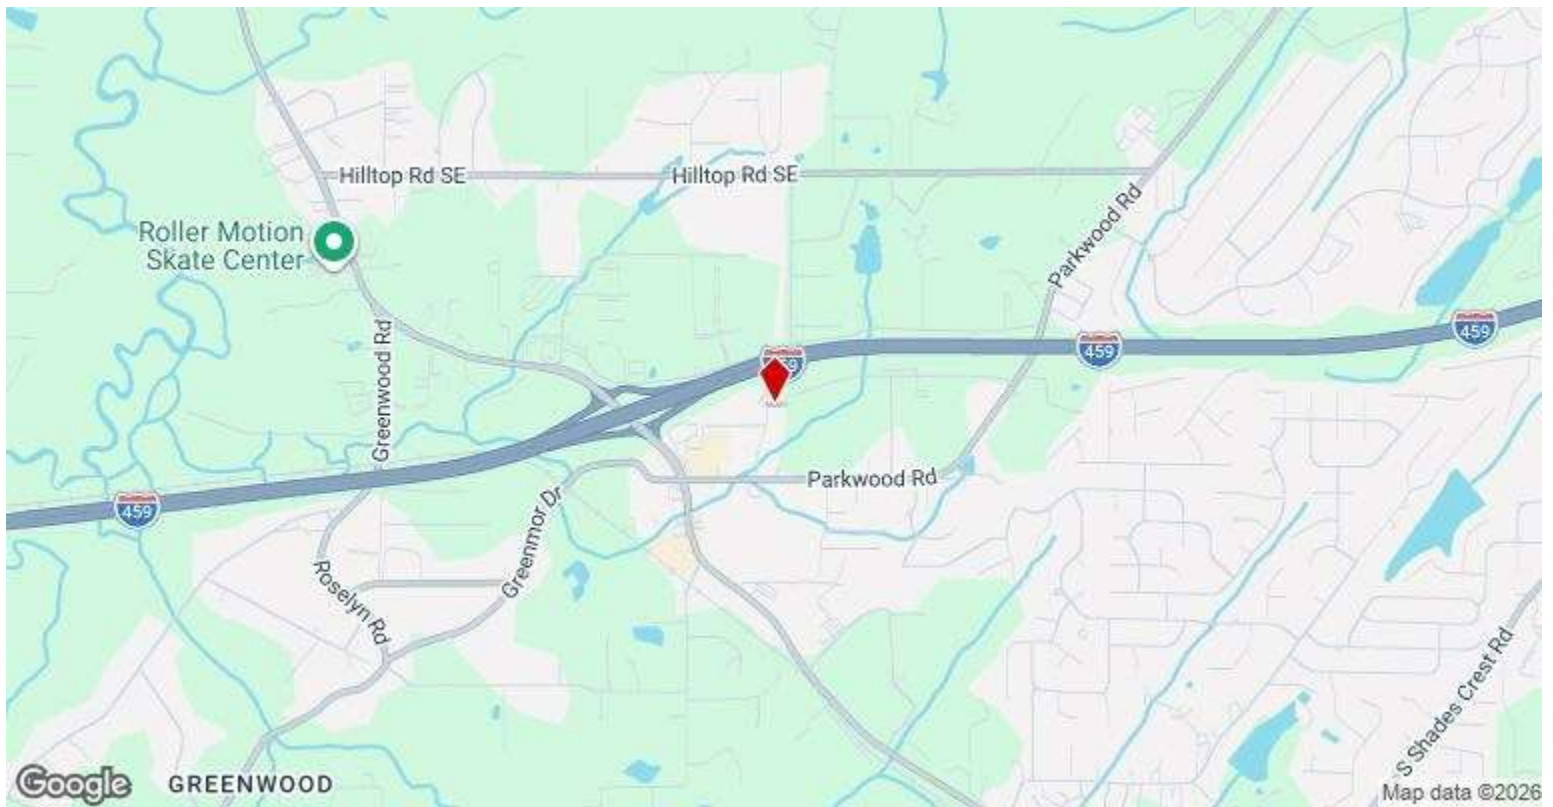 Hilltop Rd SE
Hilltop Rd SE
Parkwood Rd
Roller Motion
Skate Center
Greenwood Rd
459
459
459
459
Parkwood Rd
Greenmor Dr
Roselyn Rd
S Shades Crest Rd
Google
GREENWOOD
Map data ©2026